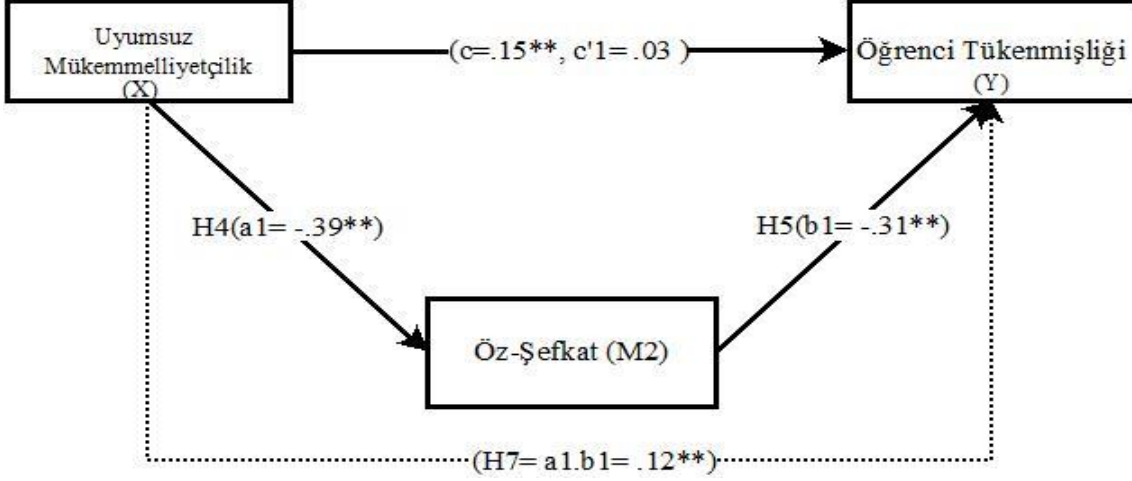 Uyumsuz
Mükemmelliyetçilik
(X)
(c=.15**, c'1= .03 )
Öğrenci Tükenmişliği
(Y)
H4(a1= -.39**)
H5(b1= -.31**)
Öz-Şefkat (M2)
(H7= a1.b1= .12**)